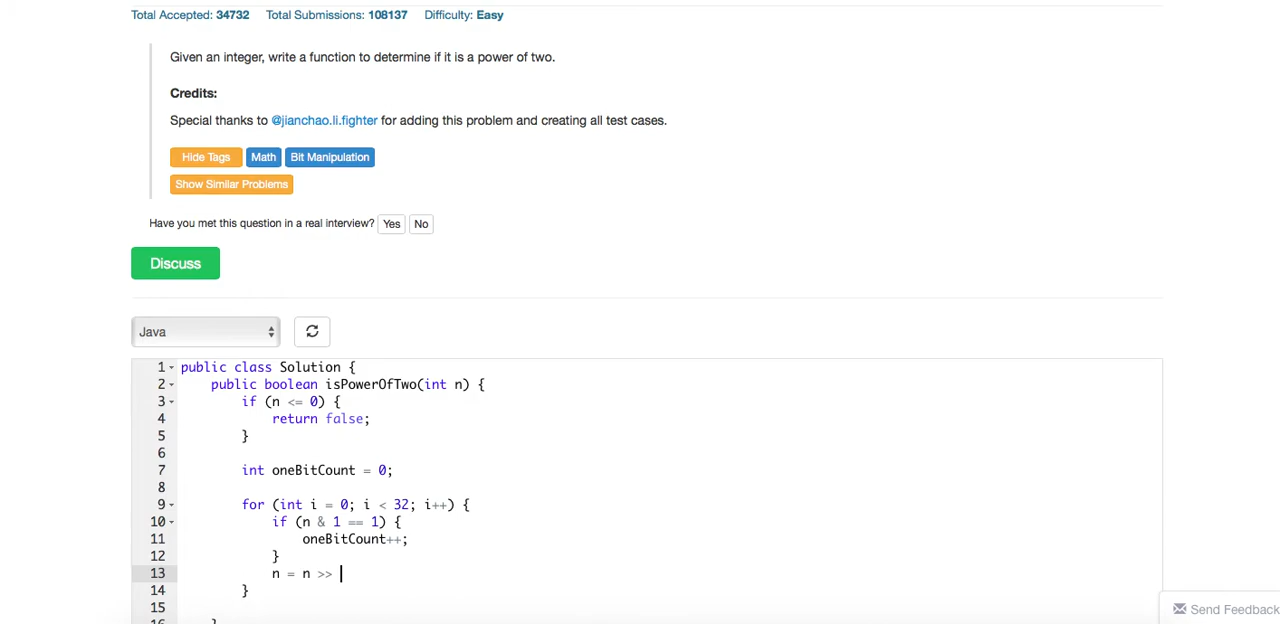 Total Accepted: 34732 Total Submissions: 108137 Difficulty: Easy
Given an integer, write a function to determine if it is a power of two.
Credits:
Special thanks to @jianchao.li.fighter for adding this problem and creating all test cases.
Hide Tags Math Bit Manipulation
Show Similar Problems
Have you met this question in a real interview? Yes No
Discuss
Java
1 public class Solution {
2 public boolean isPowerOfTwo(int n) {
3 if (n <= 0) {
4 return false;
5 }
6
7 int oneBitCount = 0;
8
9 for (int i = 0; i < 32; i++) {
10 if (n & 1 == 1) {
11 oneBitCount++;
12 }
13 n = n >>
14 }
15
16 }
Send Feedback